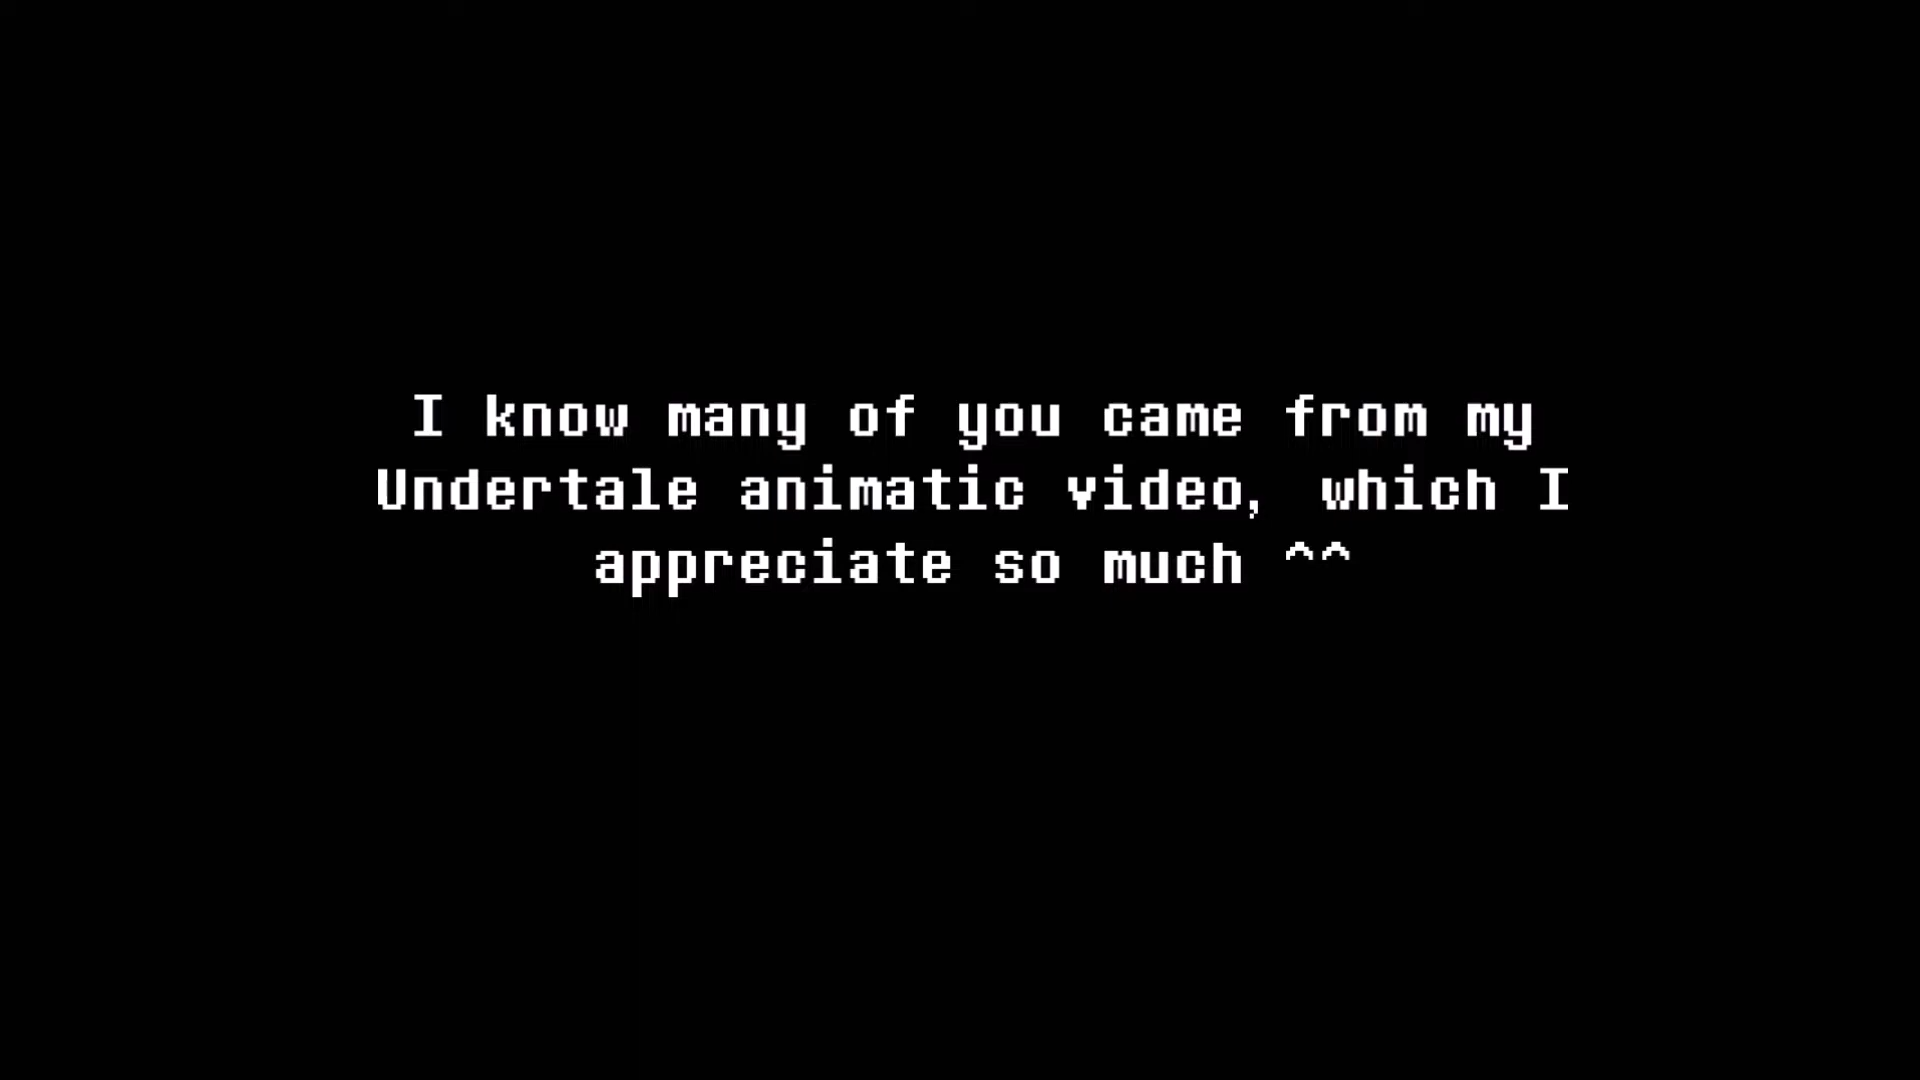 I know many of you came from my
Undertale animatic video, which I
appreciate so much ^^